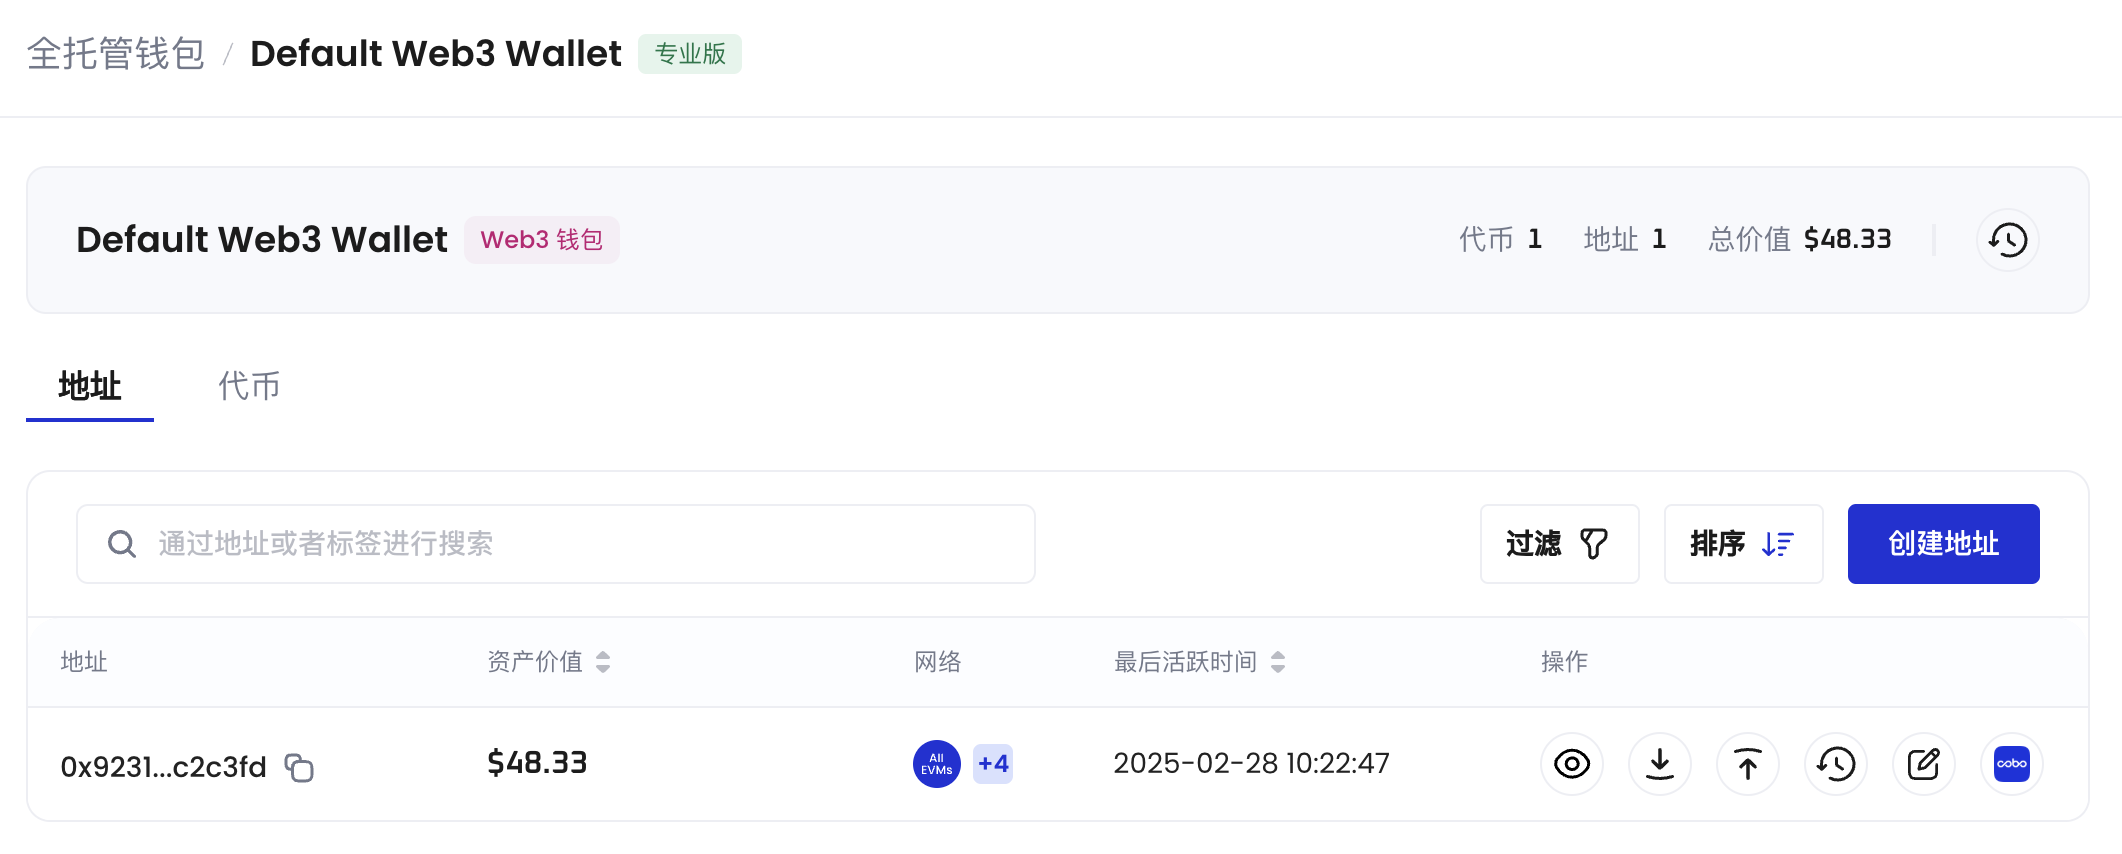 全托管钱包 / Default Web3 Wallet 专业版
Default Web3 Wallet Web3 钱包 代币 1 地址 1 总价值 $48.33
地址 代币
通过地址或者标签进行搜索 过滤 排序 创建地址
地址 资产价值 网络 最后活跃时间 操作
0x9231...c2c3fd $48.33 All EVMs +4 2025-02-28 10:22:47 cobo